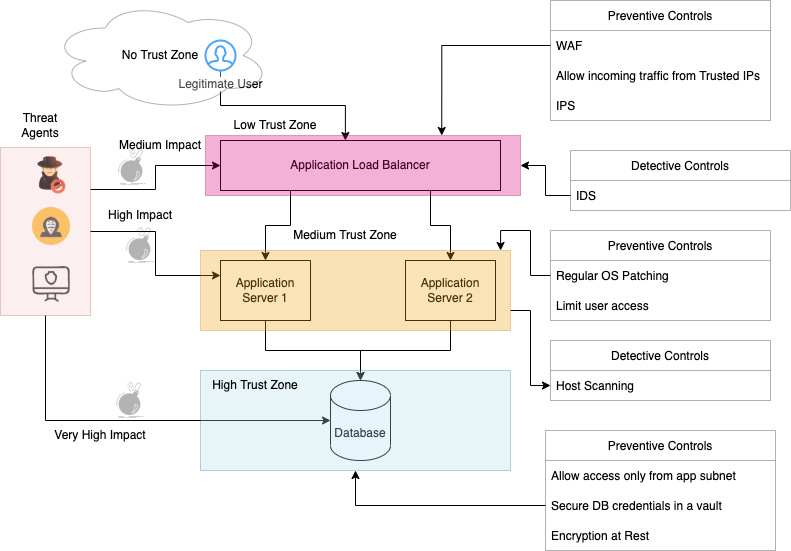 Preventive Controls
WAF
Allow incoming traffic from Trusted IPs
IPS
No Trust Zone
Legitimate User
Threat
Agents
Low Trust Zone
Medium Impact
Application Load Balancer
Detective Controls
IDS
High Impact
Medium Trust Zone
Preventive Controls
Regular OS Patching
Limit user access
Application
Server 1
Application
Server 2
Detective Controls
Host Scanning
High Trust Zone
Database
Very High Impact
Preventive Controls
Allow access only from app subnet
Secure DB credentials in a vault
Encryption at Rest